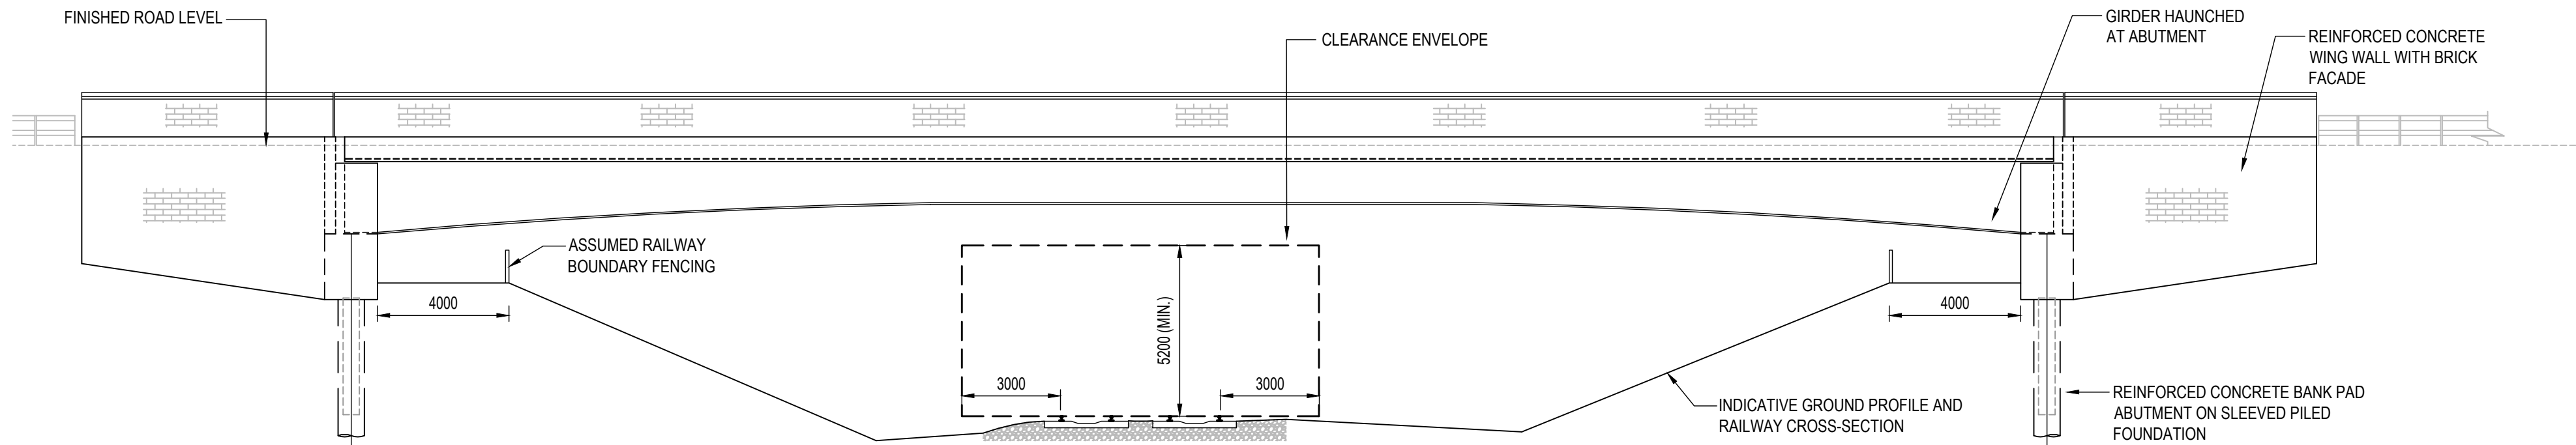 FINISHED ROAD LEVEL
CLEARANCE ENVELOPE
GIRDER HAUNCHED
AT ABUTMENT
REINFORCED CONCRETE
WING WALL WITH BRICK
FACADE
ASSUMED RAILWAY
BOUNDARY FENCING
4000
5200 (MIN.)
4000
3000
3000
INDICATIVE GROUND PROFILE AND
RAILWAY CROSS-SECTION
REINFORCED CONCRETE BANK PAD
ABUTMENT ON SLEEVED PILED
FOUNDATION